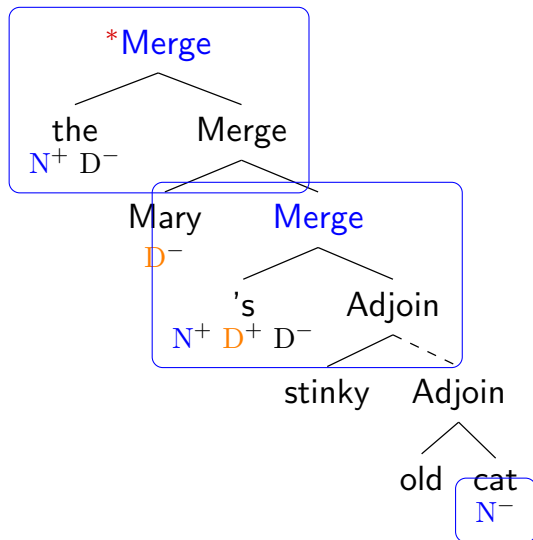 *Merge
the Merge
N⁺ D⁻
Mary Merge
D⁻
's Adjoin
N⁺ D⁺ D⁻
stinky Adjoin
old cat
N⁻